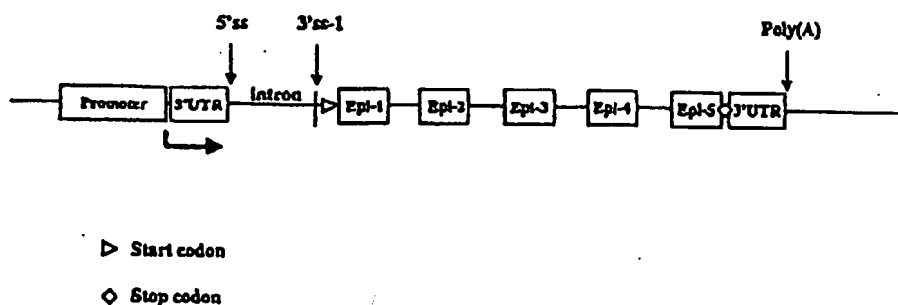 5'ss 3'ss-1 Poly(A)
Promoter 3'UTR intron Epi-1 Epi-2 Epi-3 Epi-4 Epi-5 3'UTR
Start codon
Stop codon